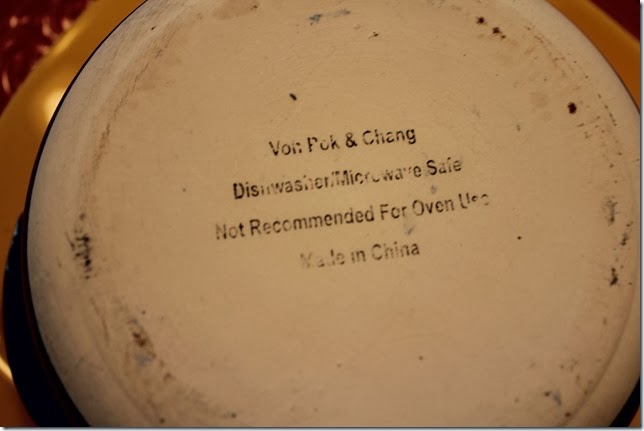 Von Pok & Chang
Dishwasher/Microwave Safe
Not Recommended For Oven Use
Made in China